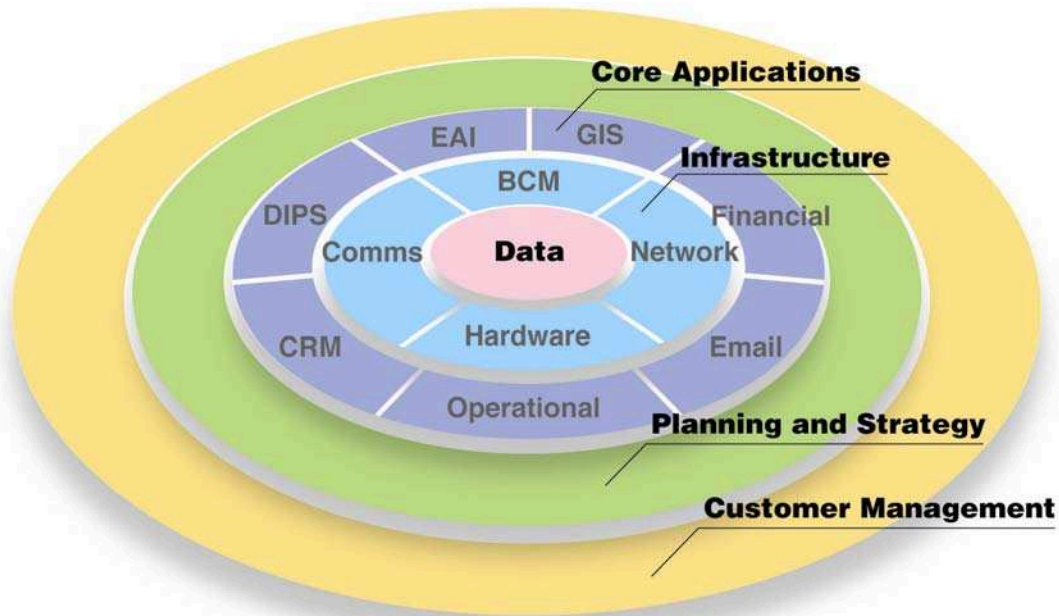 Core Applications
EAI
GIS
Infrastructure
BCM
DIPS
Financial
Comms
Data
Network
Hardware
CRM
Email
Operational
Planning and Strategy
Customer Management